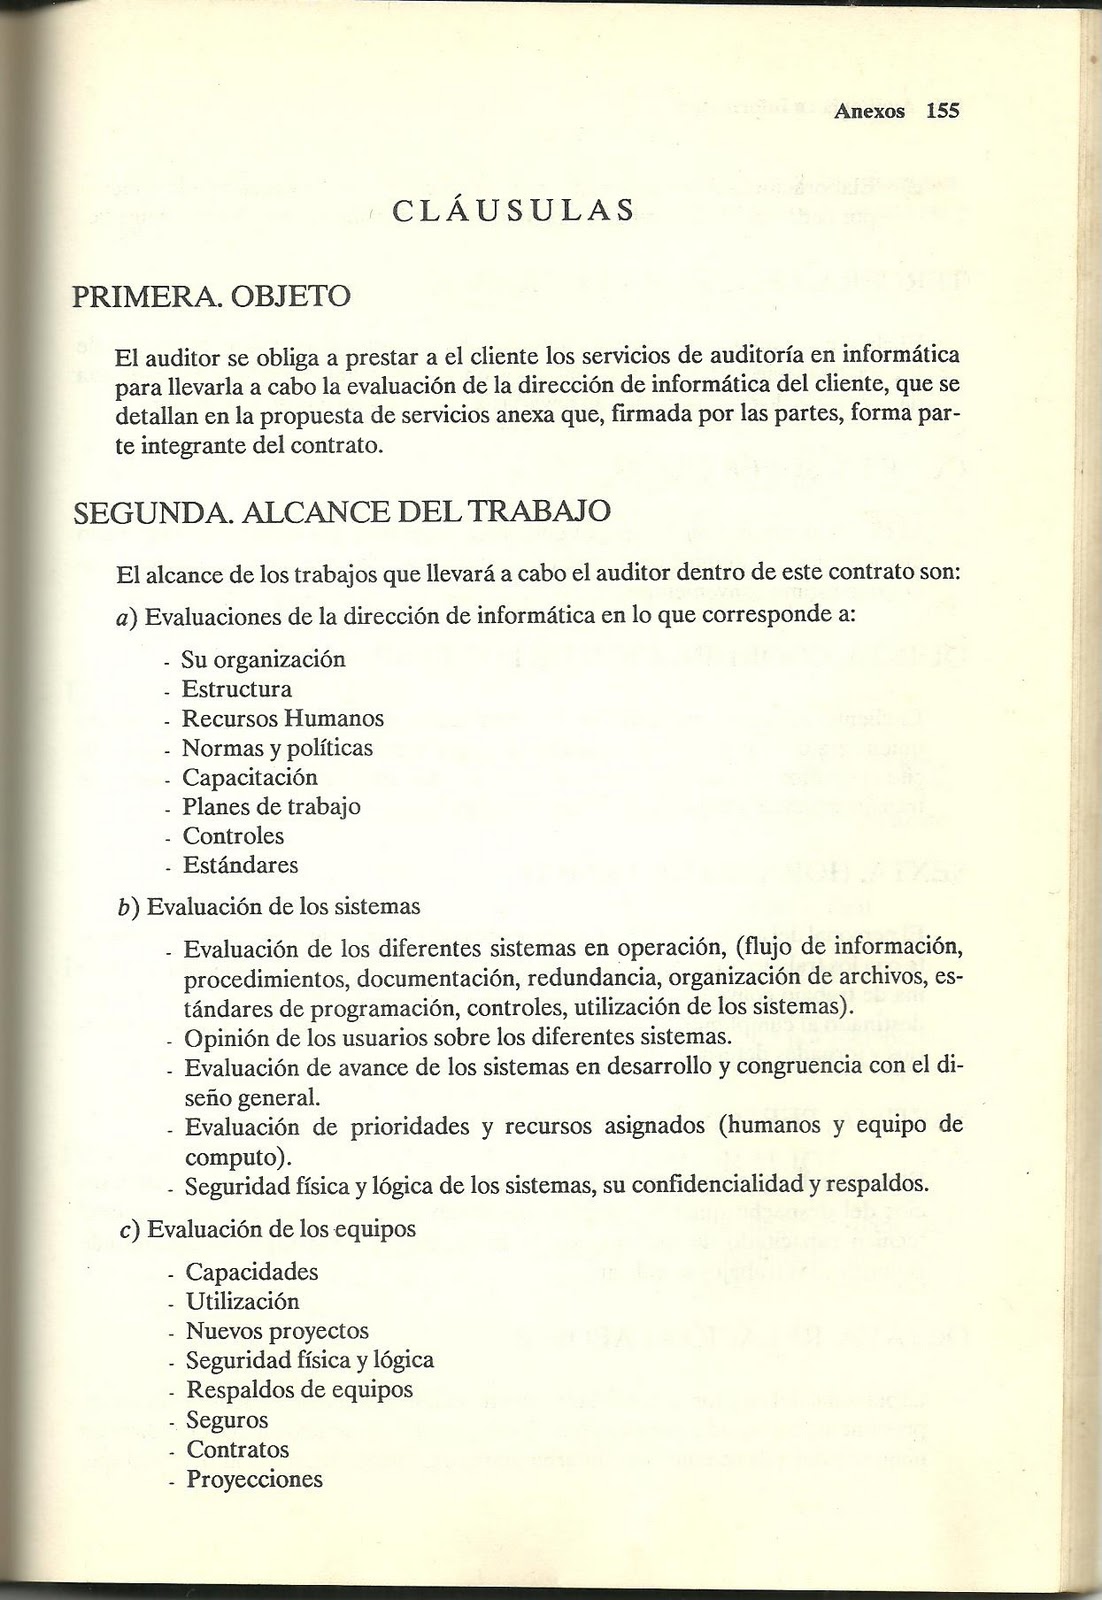 Anexos 155
CLÁUSULAS
PRIMERA. OBJETO
El auditor se obliga a prestar a el cliente los servicios de auditoría en informática
para llevarla a cabo la evaluación de la dirección de informática del cliente, que se
detallan en la propuesta de servicios anexa que, firmada por las partes, forma par-
te integrante del contrato.
SEGUNDA. ALCANCE DEL TRABAJO
El alcance de los trabajos que llevará a cabo el auditor dentro de este contrato son:
a) Evaluaciones de la dirección de informática en lo que corresponde a:
- Su organización
- Estructura
- Recursos Humanos
- Normas y políticas
- Capacitación
- Planes de trabajo
- Controles
- Estándares
b) Evaluación de los sistemas
- Evaluación de los diferentes sistemas en operación, (flujo de información,
procedimientos, documentación, redundancia, organización de archivos, es-
tándares de programación, controles, utilización de los sistemas).
- Opinión de los usuarios sobre los diferentes sistemas.
- Evaluación de avance de los sistemas en desarrollo y congruencia con el di-
seño general.
- Evaluación de prioridades y recursos asignados (humanos y equipo de
computo).
- Seguridad física y lógica de los sistemas, su confidencialidad y respaldos.
c) Evaluación de los equipos
- Capacidades
- Utilización
- Nuevos proyectos
- Seguridad física y lógica
- Respaldos de equipos
- Seguros
- Contratos
- Proyecciones